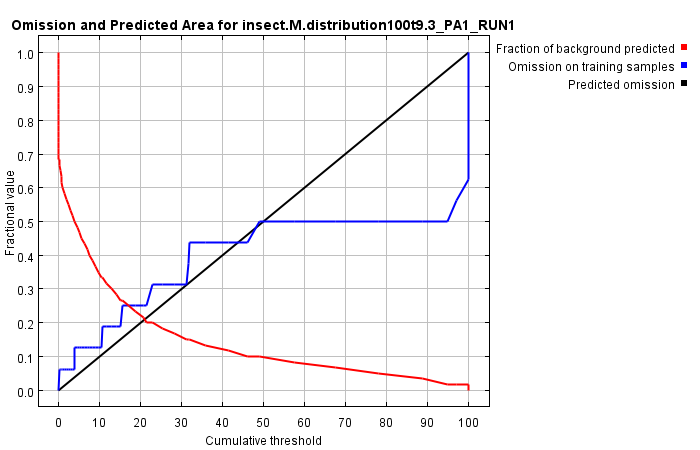 Omission and Predicted Area for insect.M.distribution100t9.3_PA1_RUN1
Fraction of background predicted
Omission on training samples
Predicted omission
Fractional value
1.0
0.9
0.8
0.7
0.6
0.5
0.4
0.3
0.2
0.1
0.0
0 10 20 30 40 50 60 70 80 90 100
Cumulative threshold